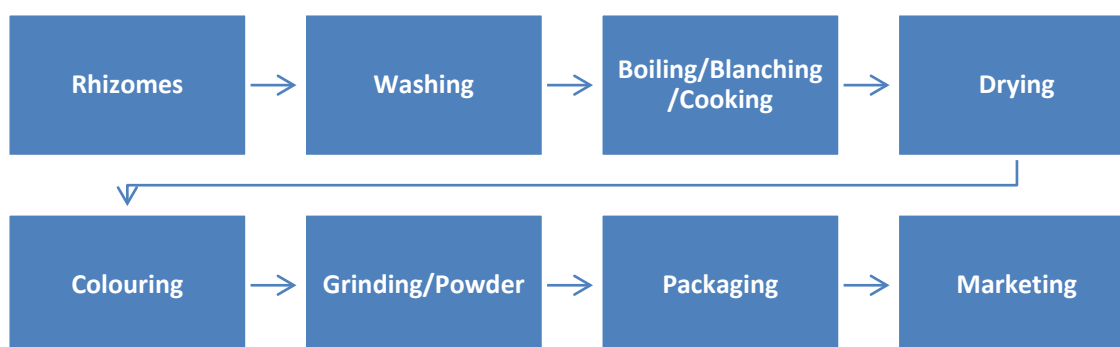 Rhizomes
Washing
Boiling/Blanching
/Cooking
Drying
Colouring
Grinding/Powder
Packaging
Marketing